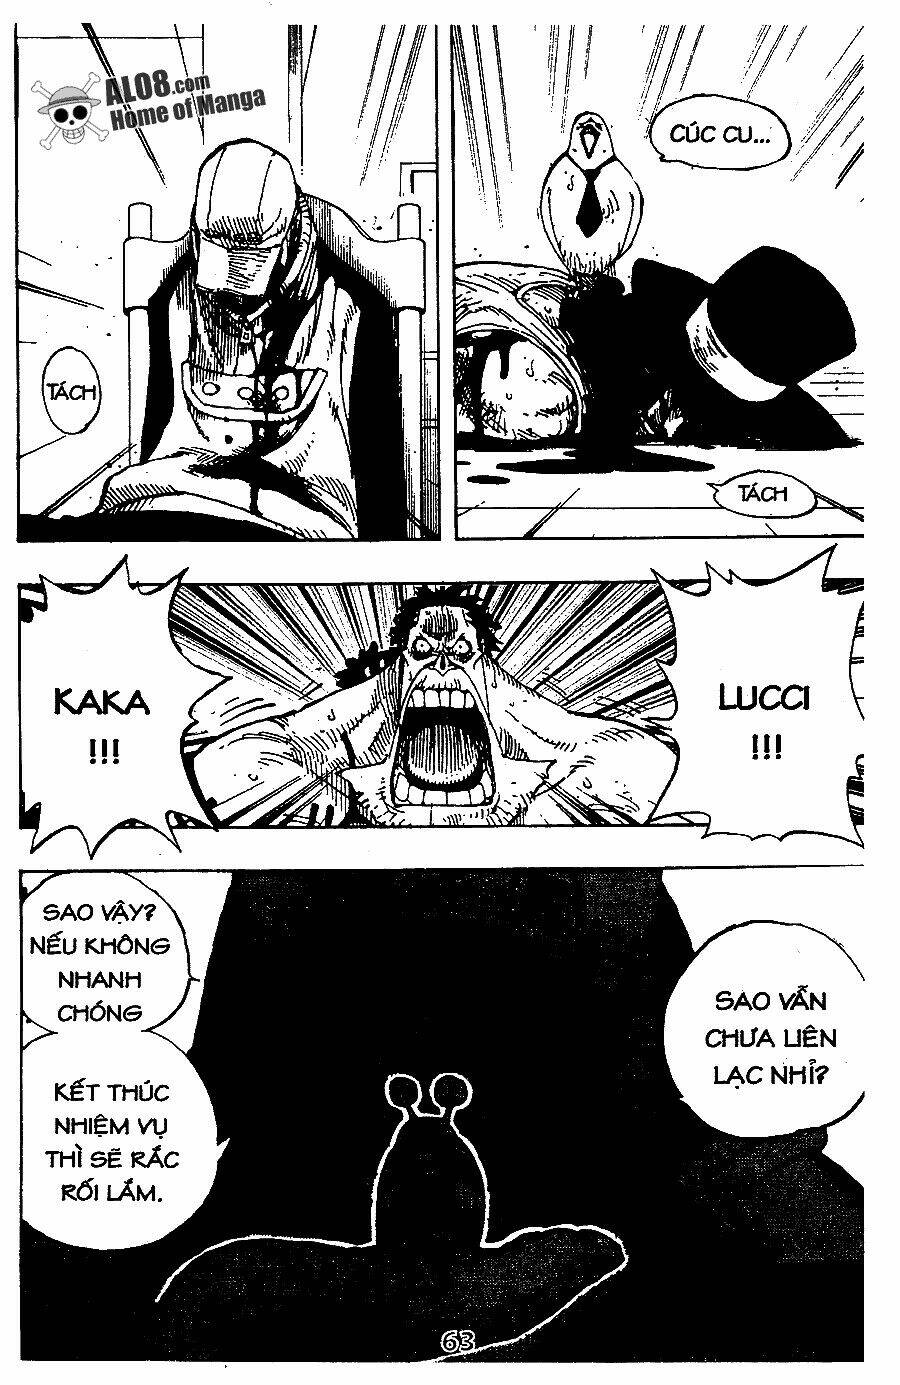 AL08.com
Home of Manga
TÁCH
CÚC CU...
TÁCH
KAKA
!!!
LUCCI
!!!
SAO VẬY?
NẾU KHÔNG
NHANH
CHÓNG
KẾT THÚC
NHIỆM VỤ
THÌ SẼ RẮC
RỐI LẮM.
SAO VẪN
CHƯA LIÊN
LẠC NHỈ?
63